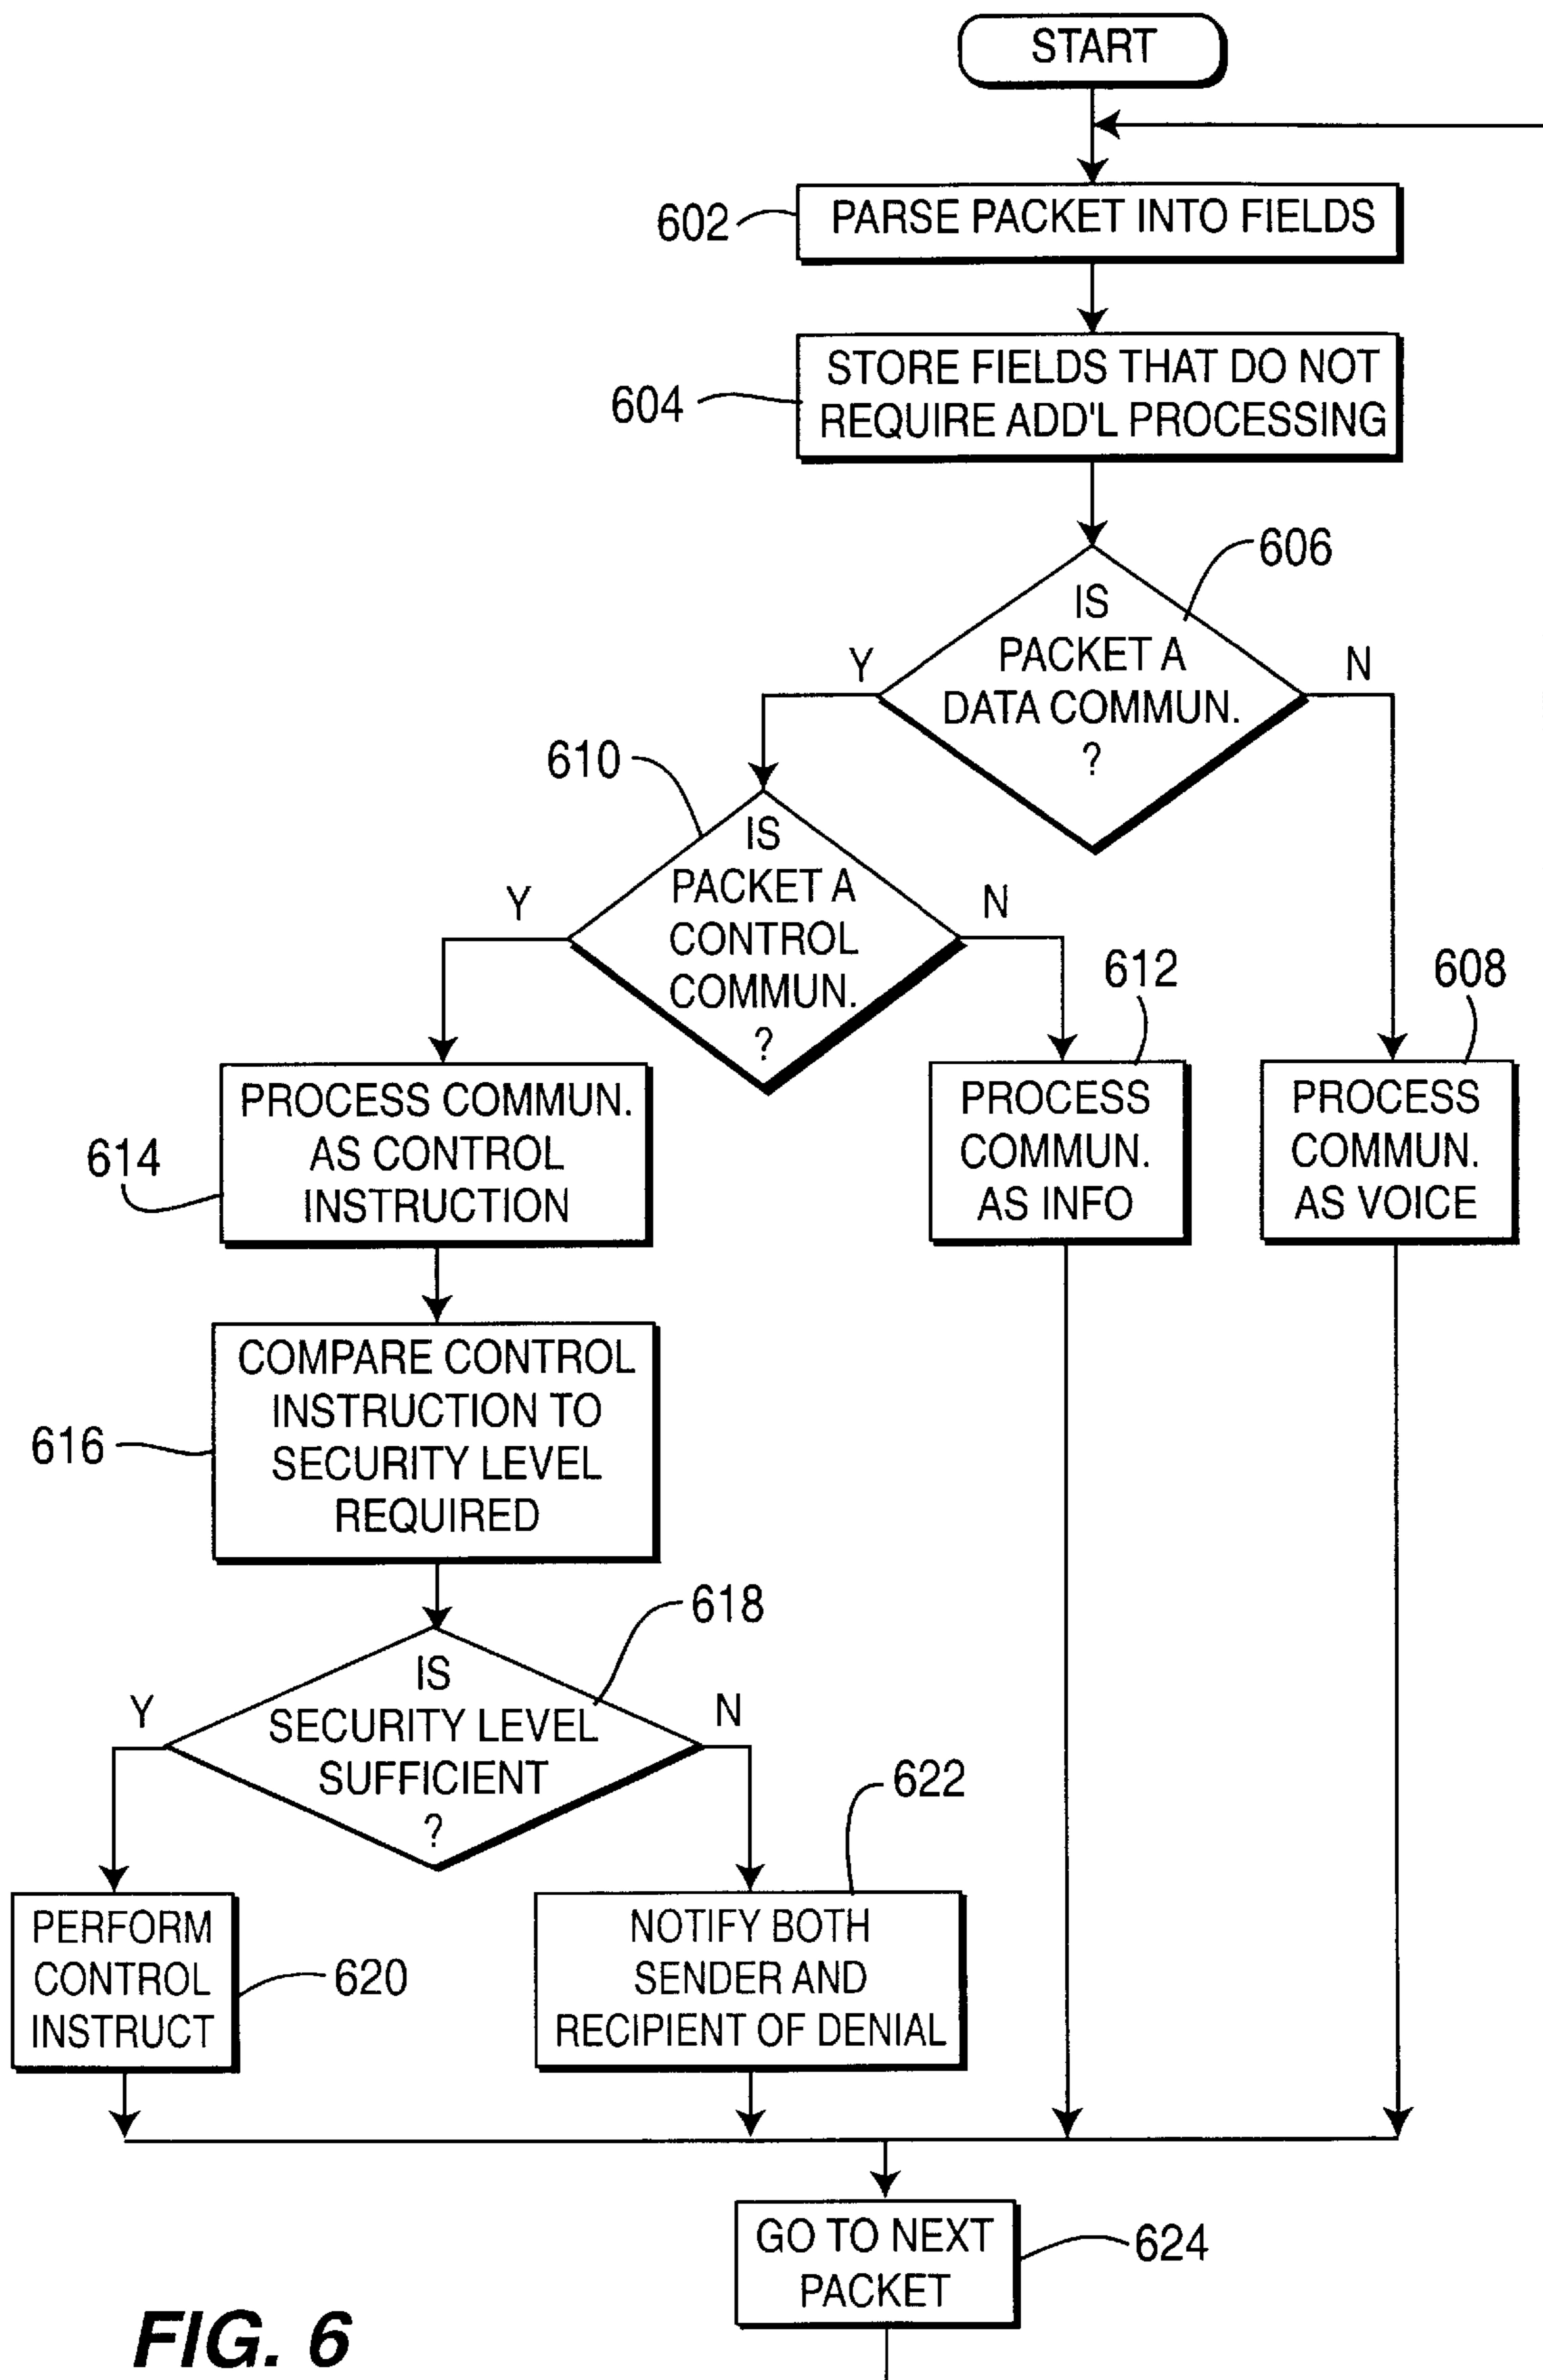 START
602
PARSE PACKET INTO FIELDS
604
STORE FIELDS THAT DO NOT
REQUIRE ADD'L PROCESSING
606
IS
PACKET A
DATA COMMUN.
?
Y
N
610
IS
PACKET A
CONTROL
COMMUN.
?
Y
N
612
608
PROCESS COMMUN.
AS CONTROL
INSTRUCTION
614
PROCESS
COMMUN.
AS INFO
PROCESS
COMMUN.
AS VOICE
COMPARE CONTROL
INSTRUCTION TO
SECURITY LEVEL
REQUIRED
616
618
IS
SECURITY LEVEL
SUFFICIENT
?
Y
N
622
PERFORM
CONTROL
INSTRUCT
620
NOTIFY BOTH
SENDER AND
RECIPIENT OF DENIAL
GO TO NEXT
PACKET
624
FIG. 6